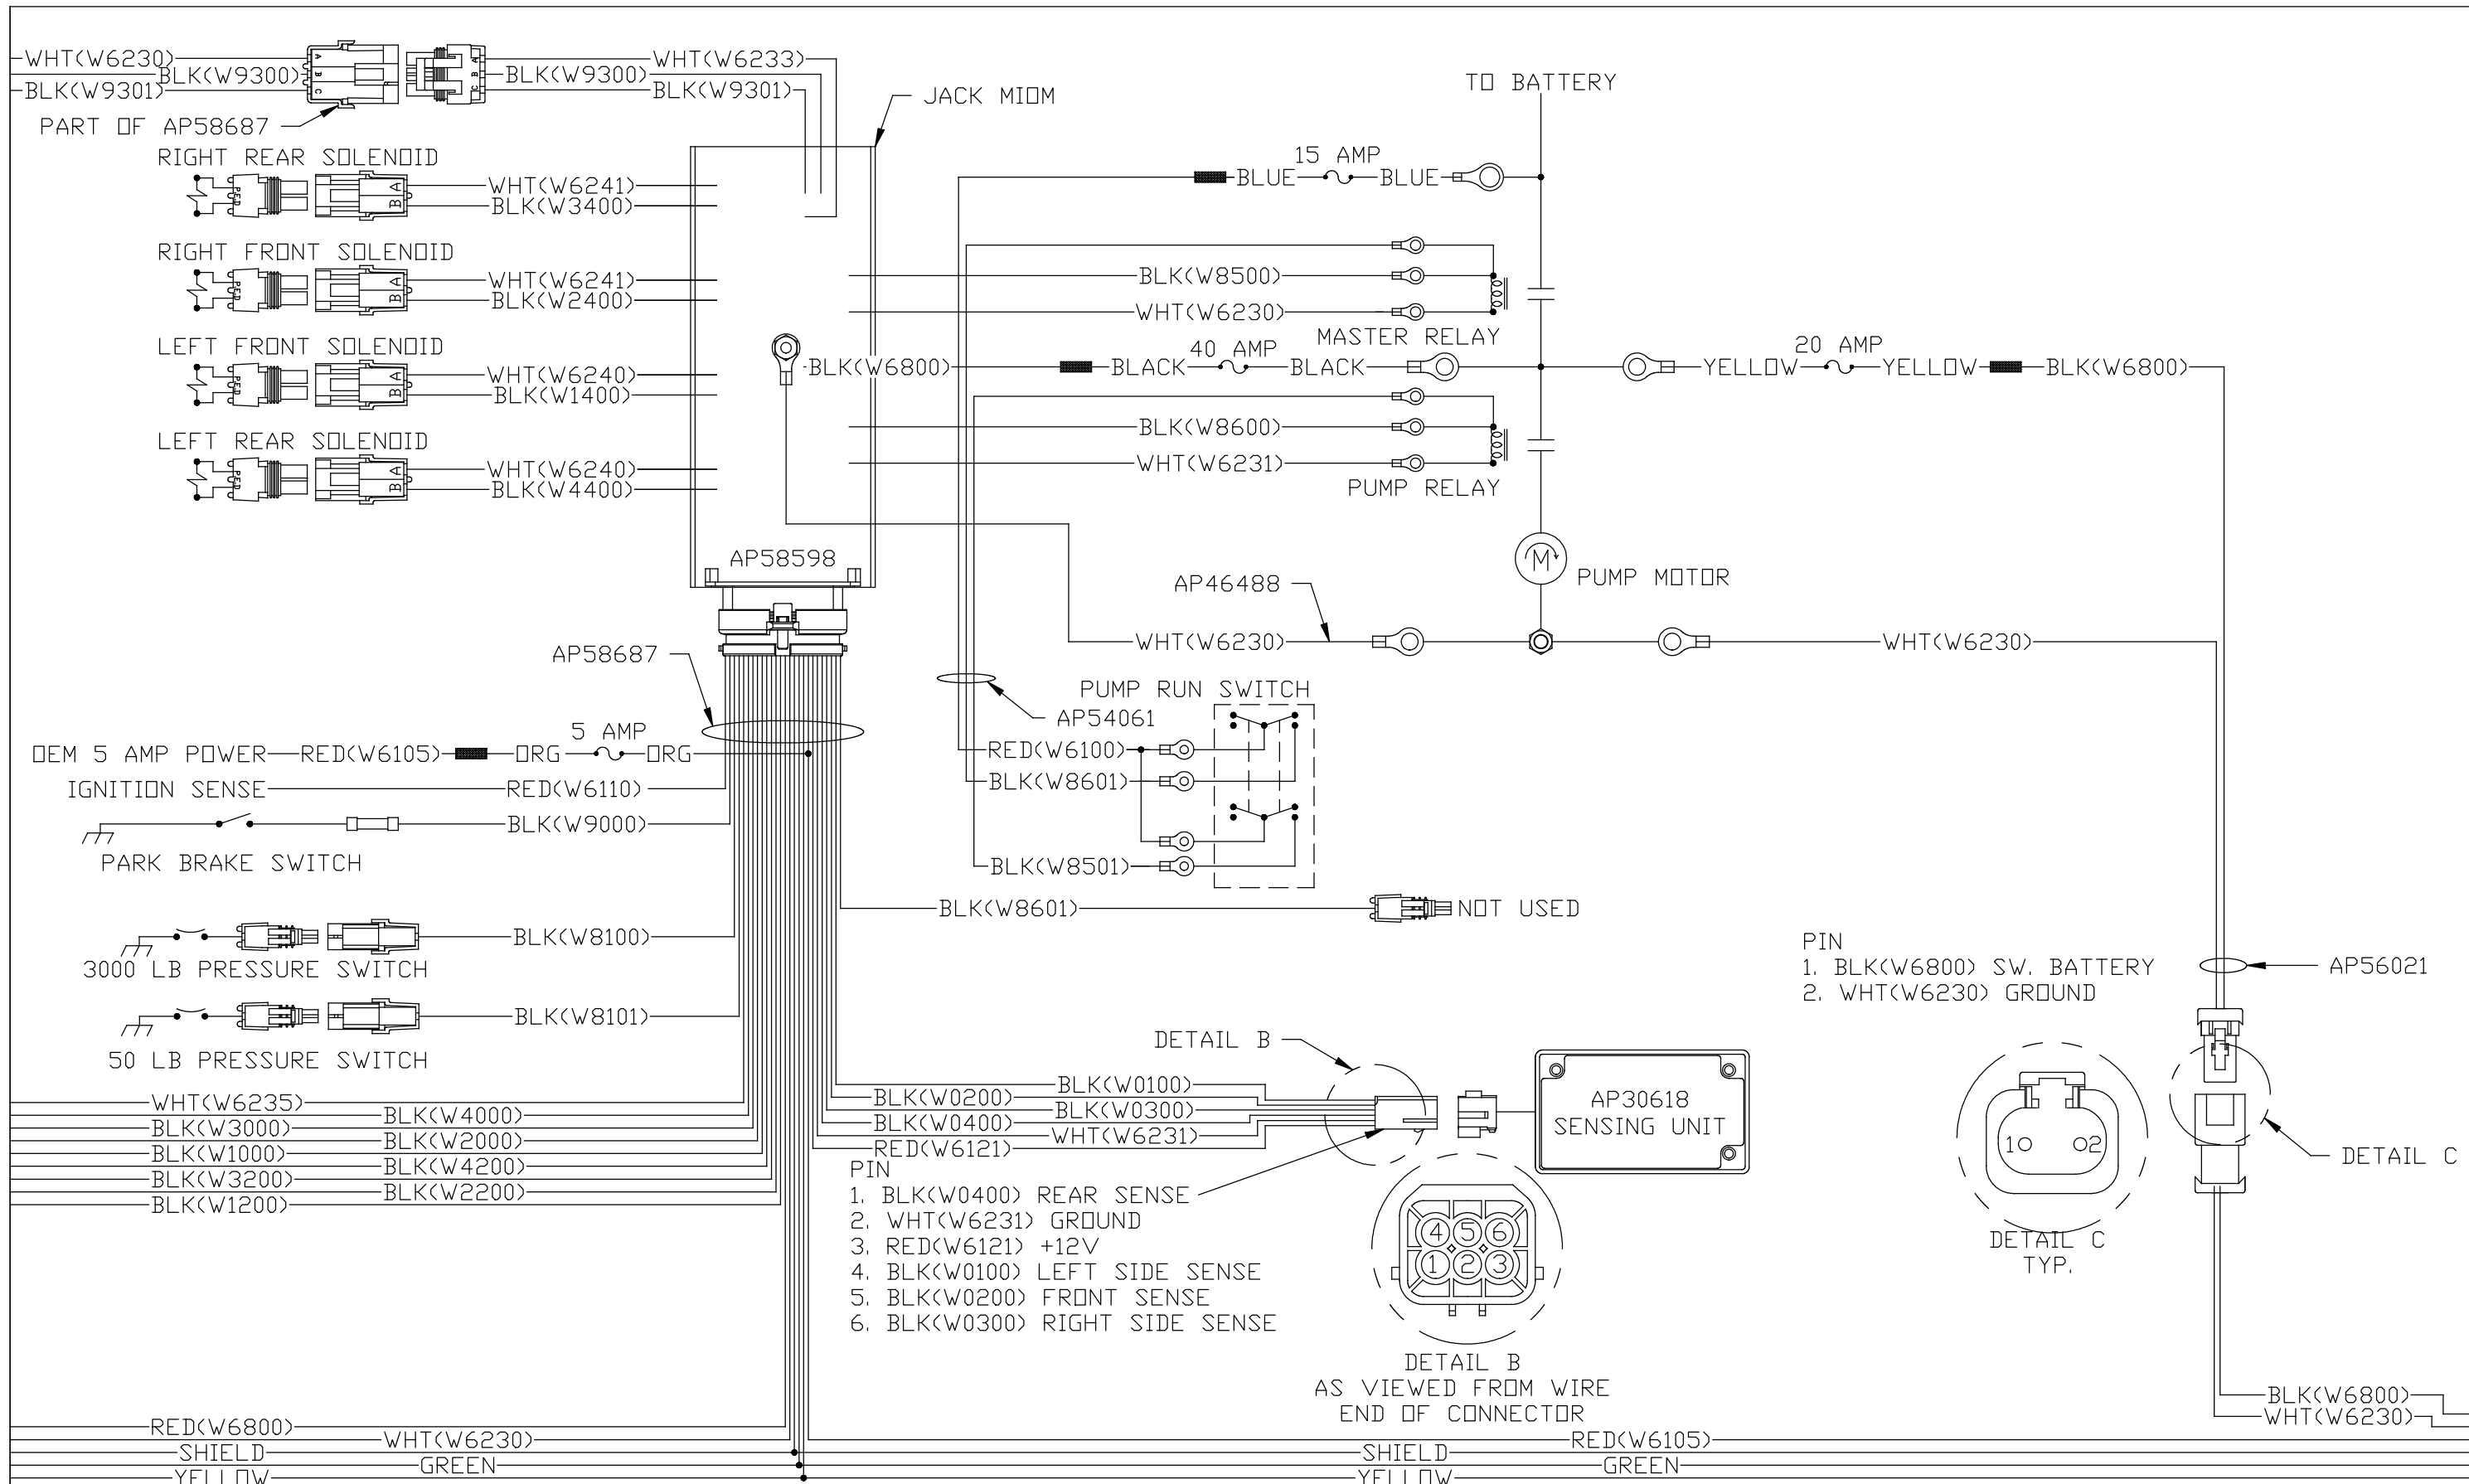 WHT(W6230)
BLK(W9300)
BLK(W9301)
A
B
C
A
B
C
WHT(W6233)
BLK(W9300)
BLK(W9301)
PART OF AP58687
JACK MIOM
TO BATTERY
RIGHT REAR SOLENOID
PED
A
B
WHT(W6241)
BLK(W3400)
15 AMP
BLUE
BLUE
RIGHT FRONT SOLENOID
PED
A
B
WHT(W6241)
BLK(W2400)
BLK(W8500)
WHT(W6230)
MASTER RELAY
LEFT FRONT SOLENOID
PED
A
B
WHT(W6240)
BLK(W1400)
BLK(W6800)
40 AMP
BLACK
BLACK
20 AMP
YELLOW
YELLOW
BLK(W6800)
LEFT REAR SOLENOID
PED
A
B
WHT(W6240)
BLK(W4400)
BLK(W8600)
WHT(W6231)
PUMP RELAY
AP58598
M
PUMP MOTOR
AP46488
WHT(W6230)
WHT(W6230)
AP58687
PUMP RUN SWITCH
AP54061
RED(W6100)
BLK(W8601)
BLK(W8501)
OEM 5 AMP POWER
RED(W6105)
ORG
5 AMP
ORG
IGNITION SENSE
RED(W6110)
BLK(W9000)
PARK BRAKE SWITCH
BLK(W8601)
NOT USED
BLK(W8100)
3000 LB PRESSURE SWITCH
BLK(W8101)
50 LB PRESSURE SWITCH
PIN
1. BLK(W6800) SW. BATTERY
2. WHT(W6230) GROUND
AP56021
DETAIL B
BLK(W0100)
BLK(W0200)
BLK(W0300)
BLK(W0400)
WHT(W6231)
RED(W6121)
AP30618
SENSING UNIT
1
2
DETAIL C
DETAIL C
TYP.
WHT(W6235)
BLK(W4000)
BLK(W3000)
BLK(W2000)
BLK(W1000)
BLK(W4200)
BLK(W3200)
BLK(W2200)
BLK(W1200)
PIN
1. BLK(W0400) REAR SENSE
2. WHT(W6231) GROUND
3. RED(W6121) +12V
4. BLK(W0100) LEFT SIDE SENSE
5. BLK(W0200) FRONT SENSE
6. BLK(W0300) RIGHT SIDE SENSE
4 5 6
1 2 3
DETAIL B
AS VIEWED FROM WIRE
END OF CONNECTOR
BLK(W6800)
WHT(W6230)
RED(W6800)
WHT(W6230)
RED(W6105)
SHIELD
SHIELD
GREEN
GREEN
YELLOW
YELLOW